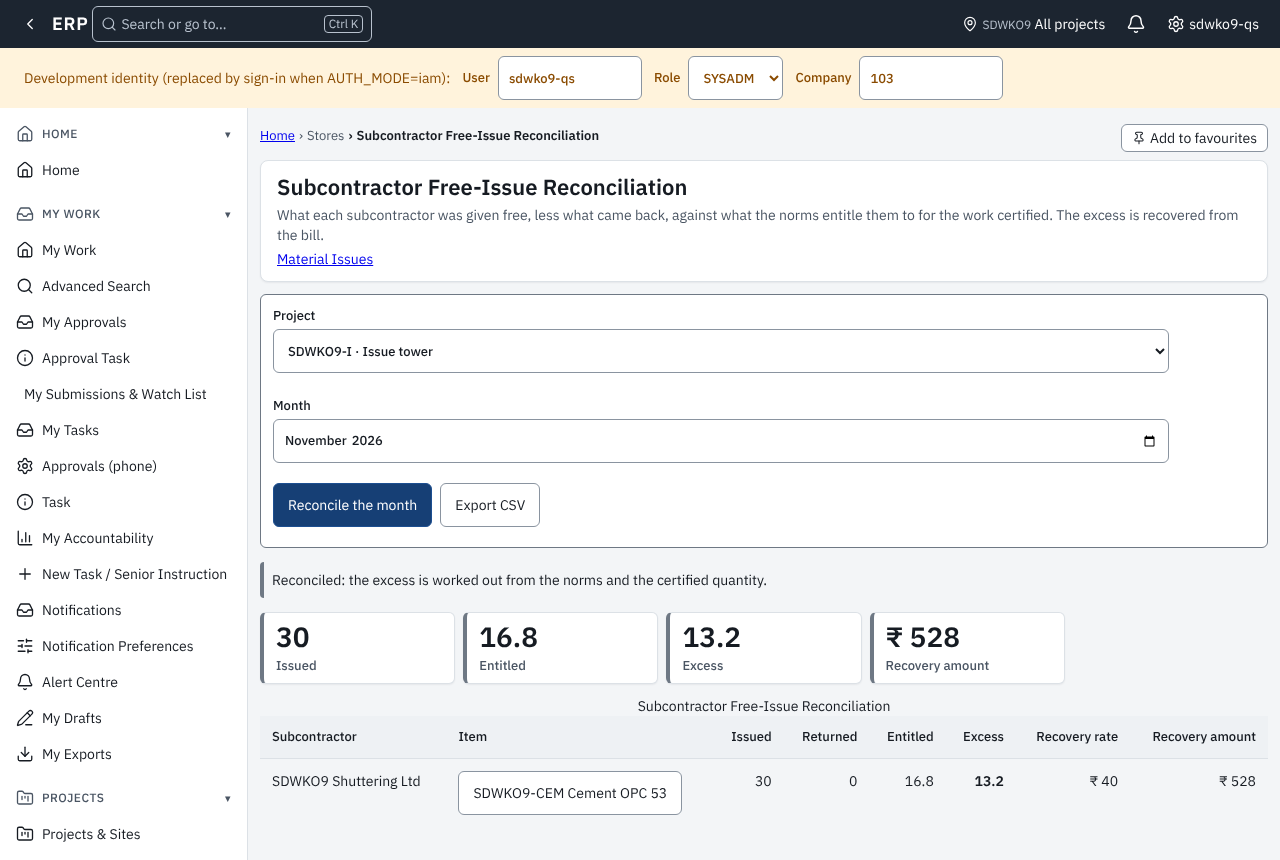 ERP
Search or go to...
Ctrl K
SDWKO9 All projects
sdwko9-qs
Development identity (replaced by sign-in when AUTH_MODE=iam):
User
sdwko9-qs
Role
SYSADM
Company
103
HOME
Home
MY WORK
My Work
Advanced Search
My Approvals
Approval Task
My Submissions & Watch List
My Tasks
Approvals (phone)
Task
My Accountability
New Task / Senior Instruction
Notifications
Notification Preferences
Alert Centre
My Drafts
My Exports
PROJECTS
Projects & Sites
Home › Stores › Subcontractor Free-Issue Reconciliation
Add to favourites
Subcontractor Free-Issue Reconciliation
What each subcontractor was given free, less what came back, against what the norms entitle them to for the work certified. The excess is recovered from
the bill.
Material Issues
Project
SDWKO9-I · Issue tower
Month
November 2026
Reconcile the month
Export CSV
Reconciled: the excess is worked out from the norms and the certified quantity.
30
Issued
16.8
Entitled
13.2
Excess
₹ 528
Recovery amount
Subcontractor Free-Issue Reconciliation
Subcontractor Item Issued Returned Entitled Excess Recovery rate Recovery amount
SDWKO9 Shuttering Ltd SDWKO9-CEM Cement OPC 53 30 0 16.8 13.2 ₹ 40 ₹ 528